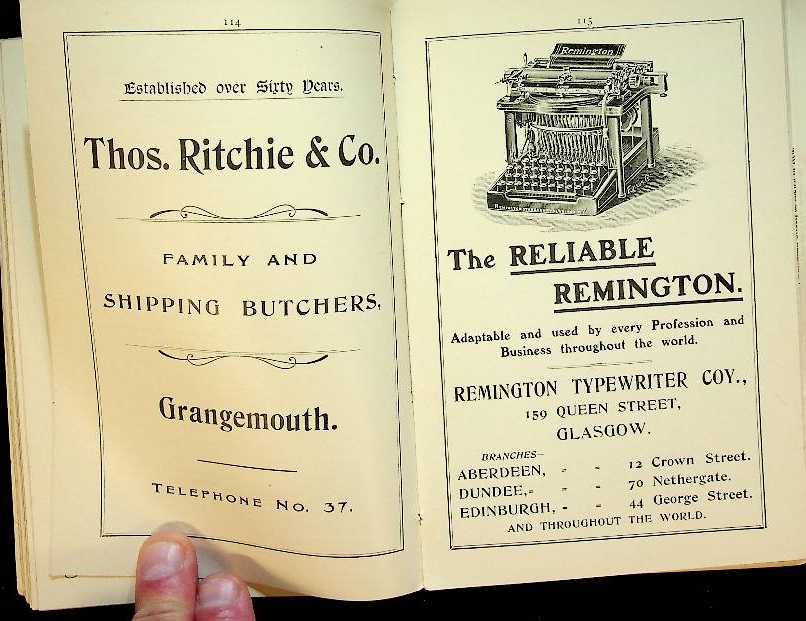 114
Established over Sixty Years.
Thos. Ritchie & Co.
FAMILY AND
SHIPPING BUTCHERS,
Grangemouth.
TELEPHONE NO. 37.
115
Remington
The RELIABLE
REMINGTON.
Adaptable and used by every Profession and
Business throughout the world.
REMINGTON TYPEWRITER COY.,
159 QUEEN STREET,
GLASGOW.
BRANCHES—
ABERDEEN, - - 12 Crown Street.
DUNDEE,- - - 70 Nethergate.
EDINBURGH, - - 44 George Street.
AND THROUGHOUT THE WORLD.